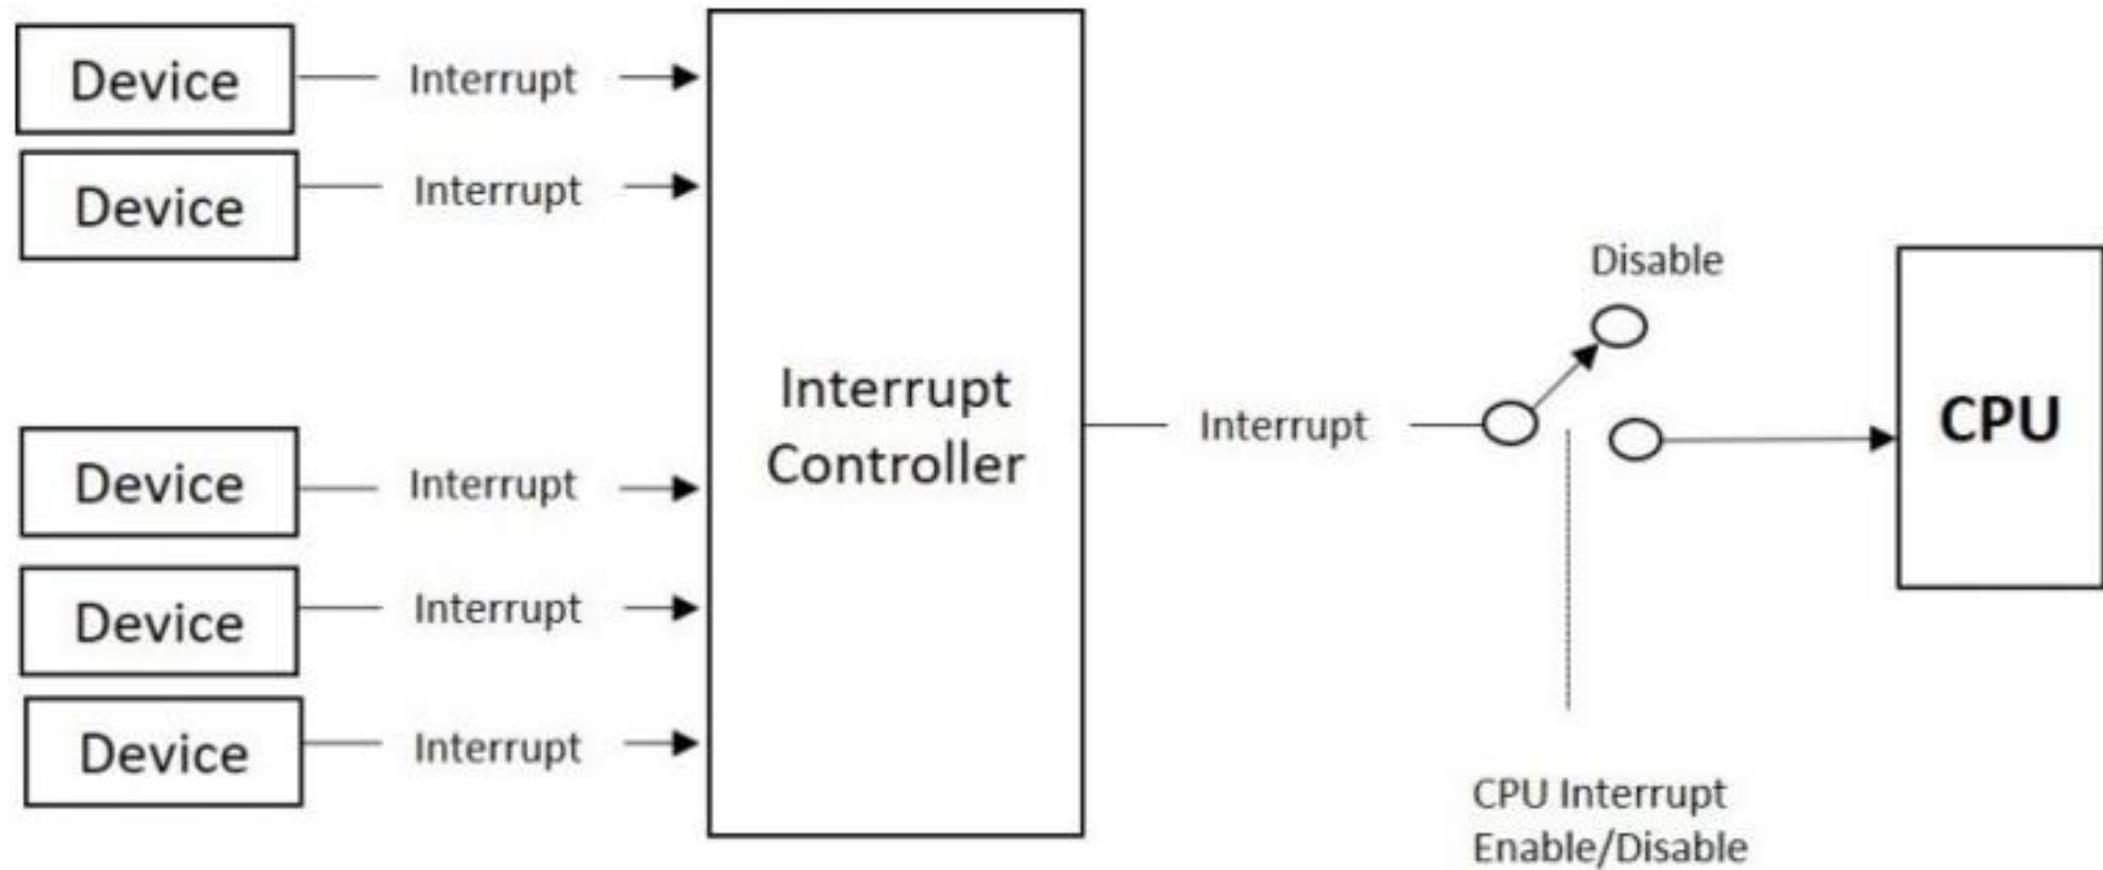 Device
Interrupt
Device
Interrupt
Device
Interrupt
Device
Interrupt
Device
Interrupt
Interrupt
Controller
Interrupt
Disable
CPU
CPU Interrupt
Enable/Disable